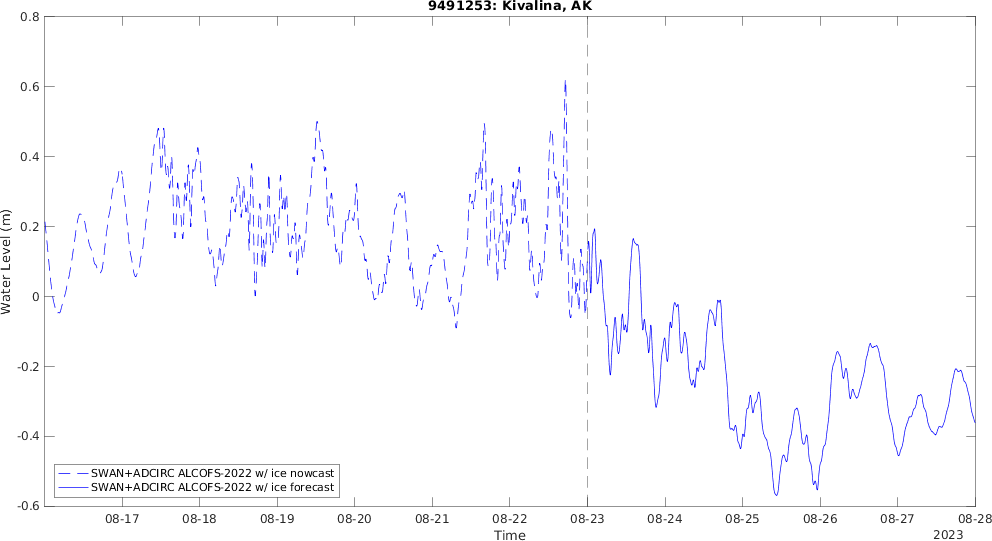 9491253: Kivalina, AK
0.8
0.6
0.4
0.2
0
-0.2
-0.4
-0.6
Water Level (m)
SWAN+ADCIRC ALCOFS-2022 w/ ice nowcast
SWAN+ADCIRC ALCOFS-2022 w/ ice forecast
08-17 08-18 08-19 08-20 08-21 08-22 08-23 08-24 08-25 08-26 08-27 08-28
Time
2023